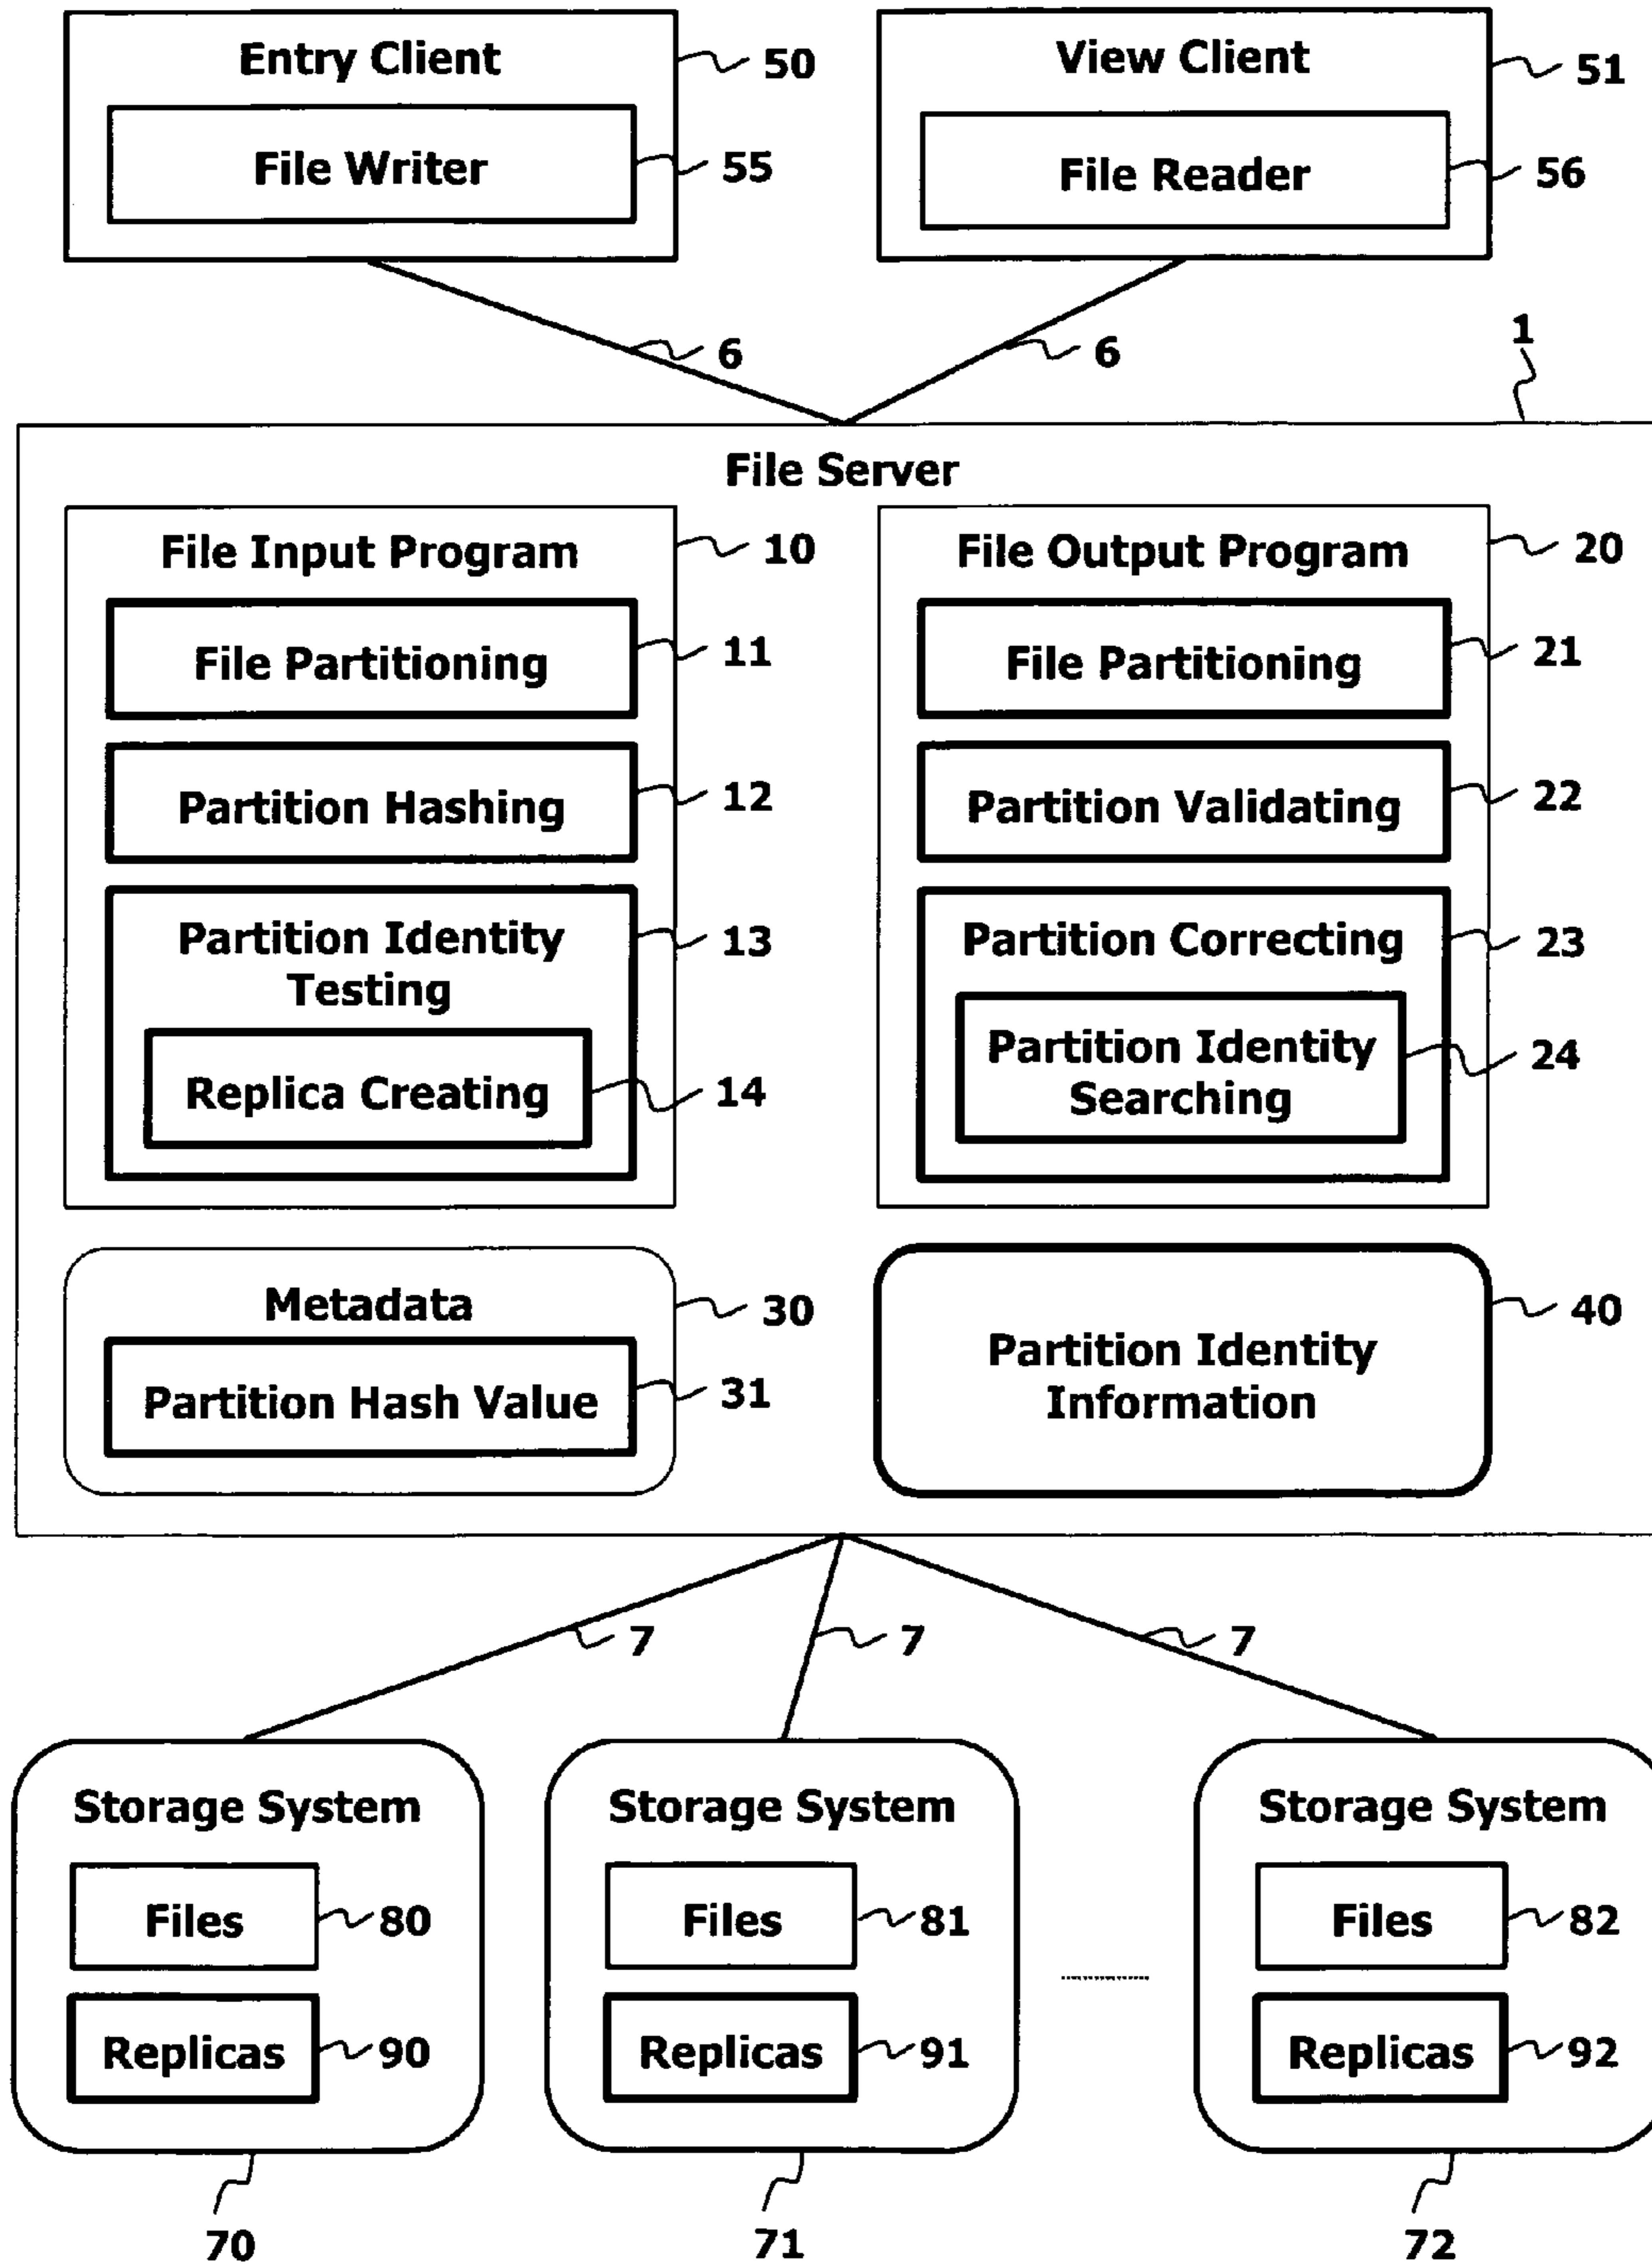 Entry Client
50
View Client
51
File Writer
55
File Reader
56
6
6
1
File Server
File Input Program
10
File Output Program
20
File Partitioning
11
File Partitioning
21
Partition Hashing
12
Partition Validating
22
Partition Identity
Testing
13
Partition Correcting
23
Replica Creating
14
Partition Identity
Searching
24
Metadata
30
Partition Hash Value
31
Partition Identity
Information
40
7
7
7
Storage System
Storage System
Storage System
Files
80
Files
81
Files
82
Replicas
90
Replicas
91
Replicas
92
70
71
72